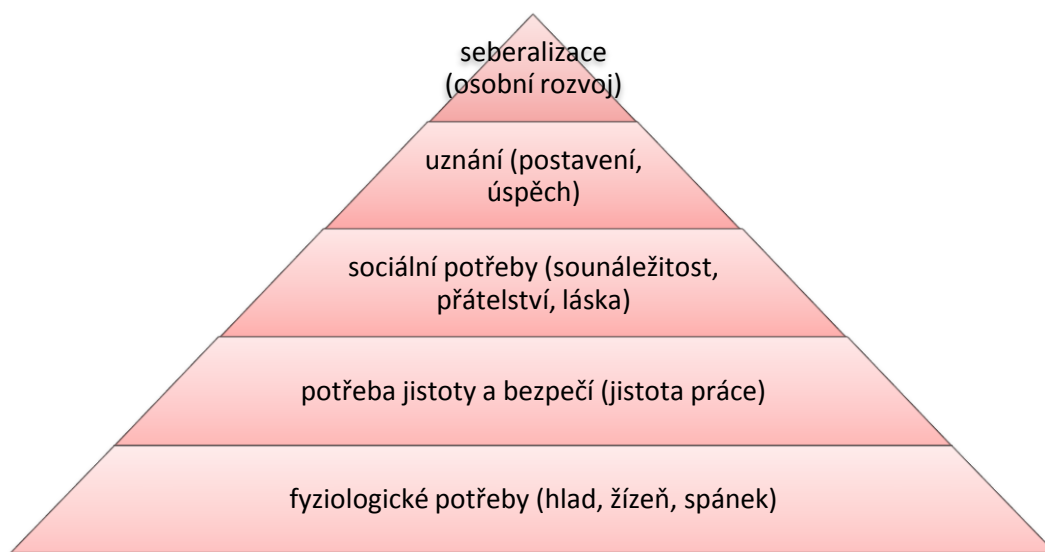 seberalizace
(osobní rozvoj)
uznání (postavení,
úspěch)
sociální potřeby (sounáležitost,
přátelství, láska)
potřeba jistoty a bezpečí (jistota práce)
fyziologické potřeby (hlad, žízeň, spánek)